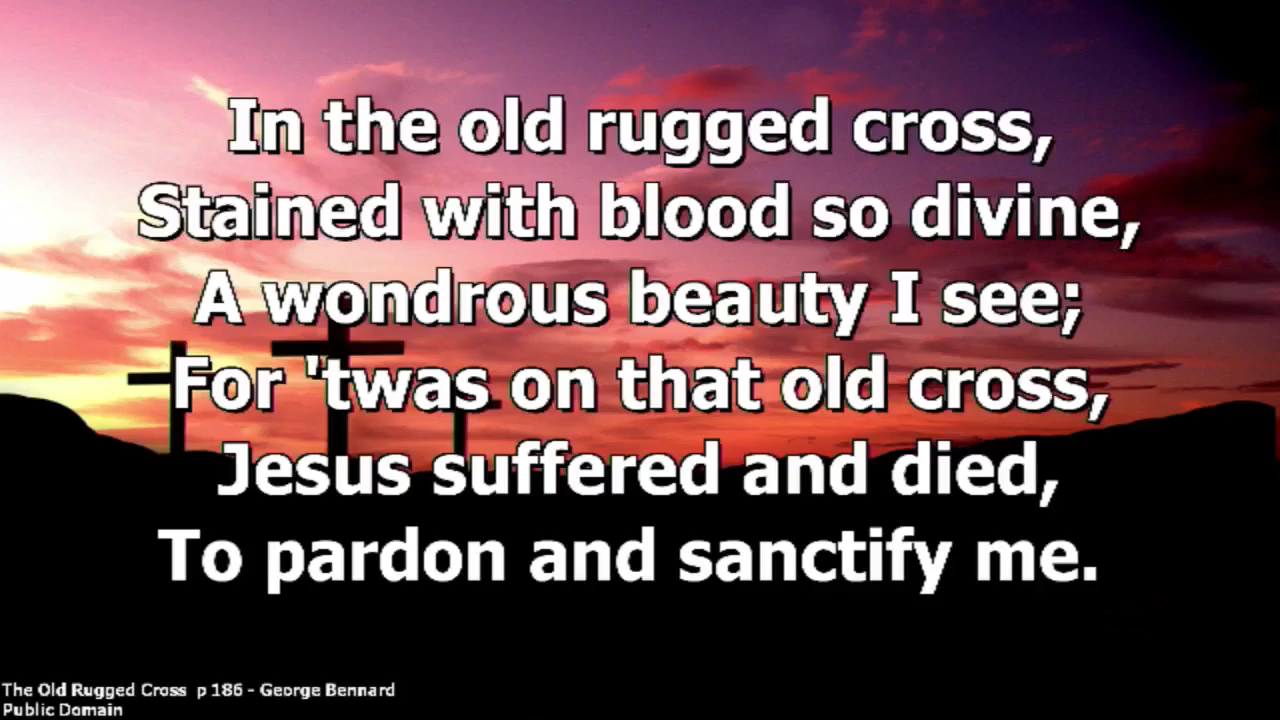 In the old rugged cross,
Stained with blood so divine,
A wondrous beauty I see;
For 'twas on that old cross,
Jesus suffered and died,
To pardon and sanctify me.
The Old Rugged Cross p 186 - George Bennard
Public Domain